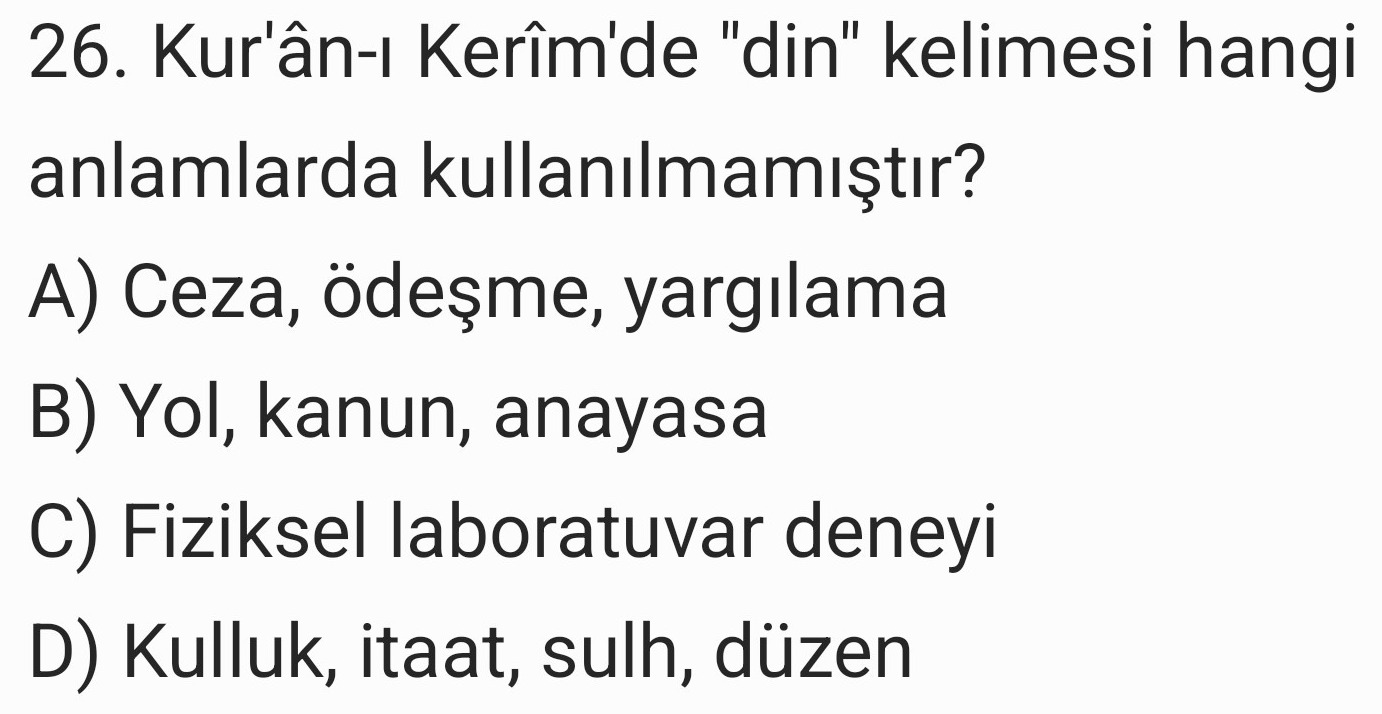 26. Kur'ân-ı Kerîm'de "din" kelimesi hangi
anlamlarda kullanılmamıştır?
A) Ceza, ödeşme, yargılama
B) Yol, kanun, anayasa
C) Fiziksel laboratuvar deneyi
D) Kulluk, itaat, sulh, düzen